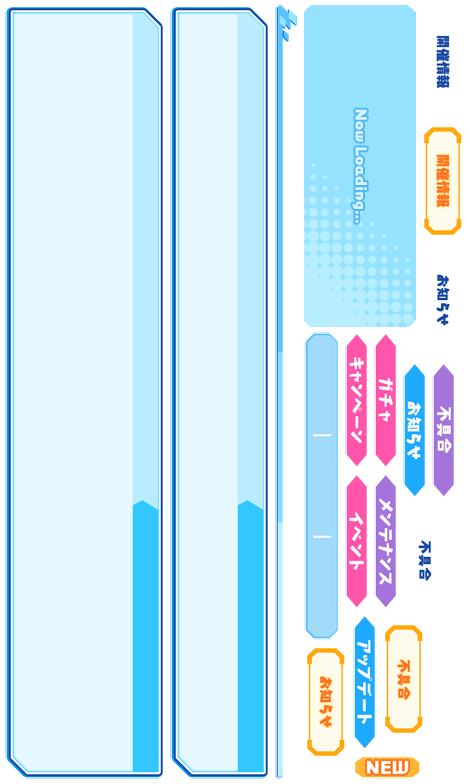 開催情報
開催情報
お知らせ
Now Loading...
不具合
お知らせ
ガチャ
キャンペーン
メンテナンス
イベント
不具合
不具合
アップデート
お知らせ
NEW